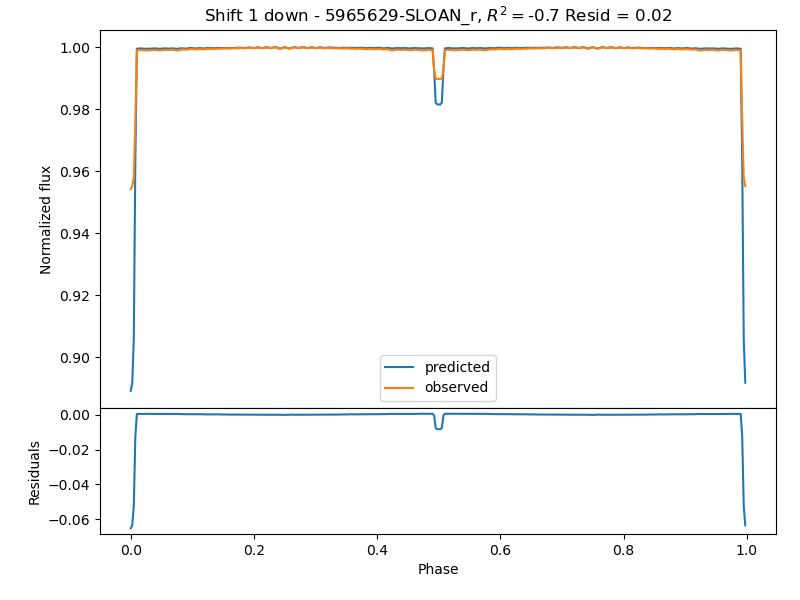 Shift 1 down - 5965629-SLOAN_r, R² = -0.7 Resid = 0.02
1.00
0.98
0.96
0.94
0.92
0.90
Normalized flux
predicted
observed
0.00
−0.02
−0.04
−0.06
Residuals
0.0 0.2 0.4 0.6 0.8 1.0
Phase